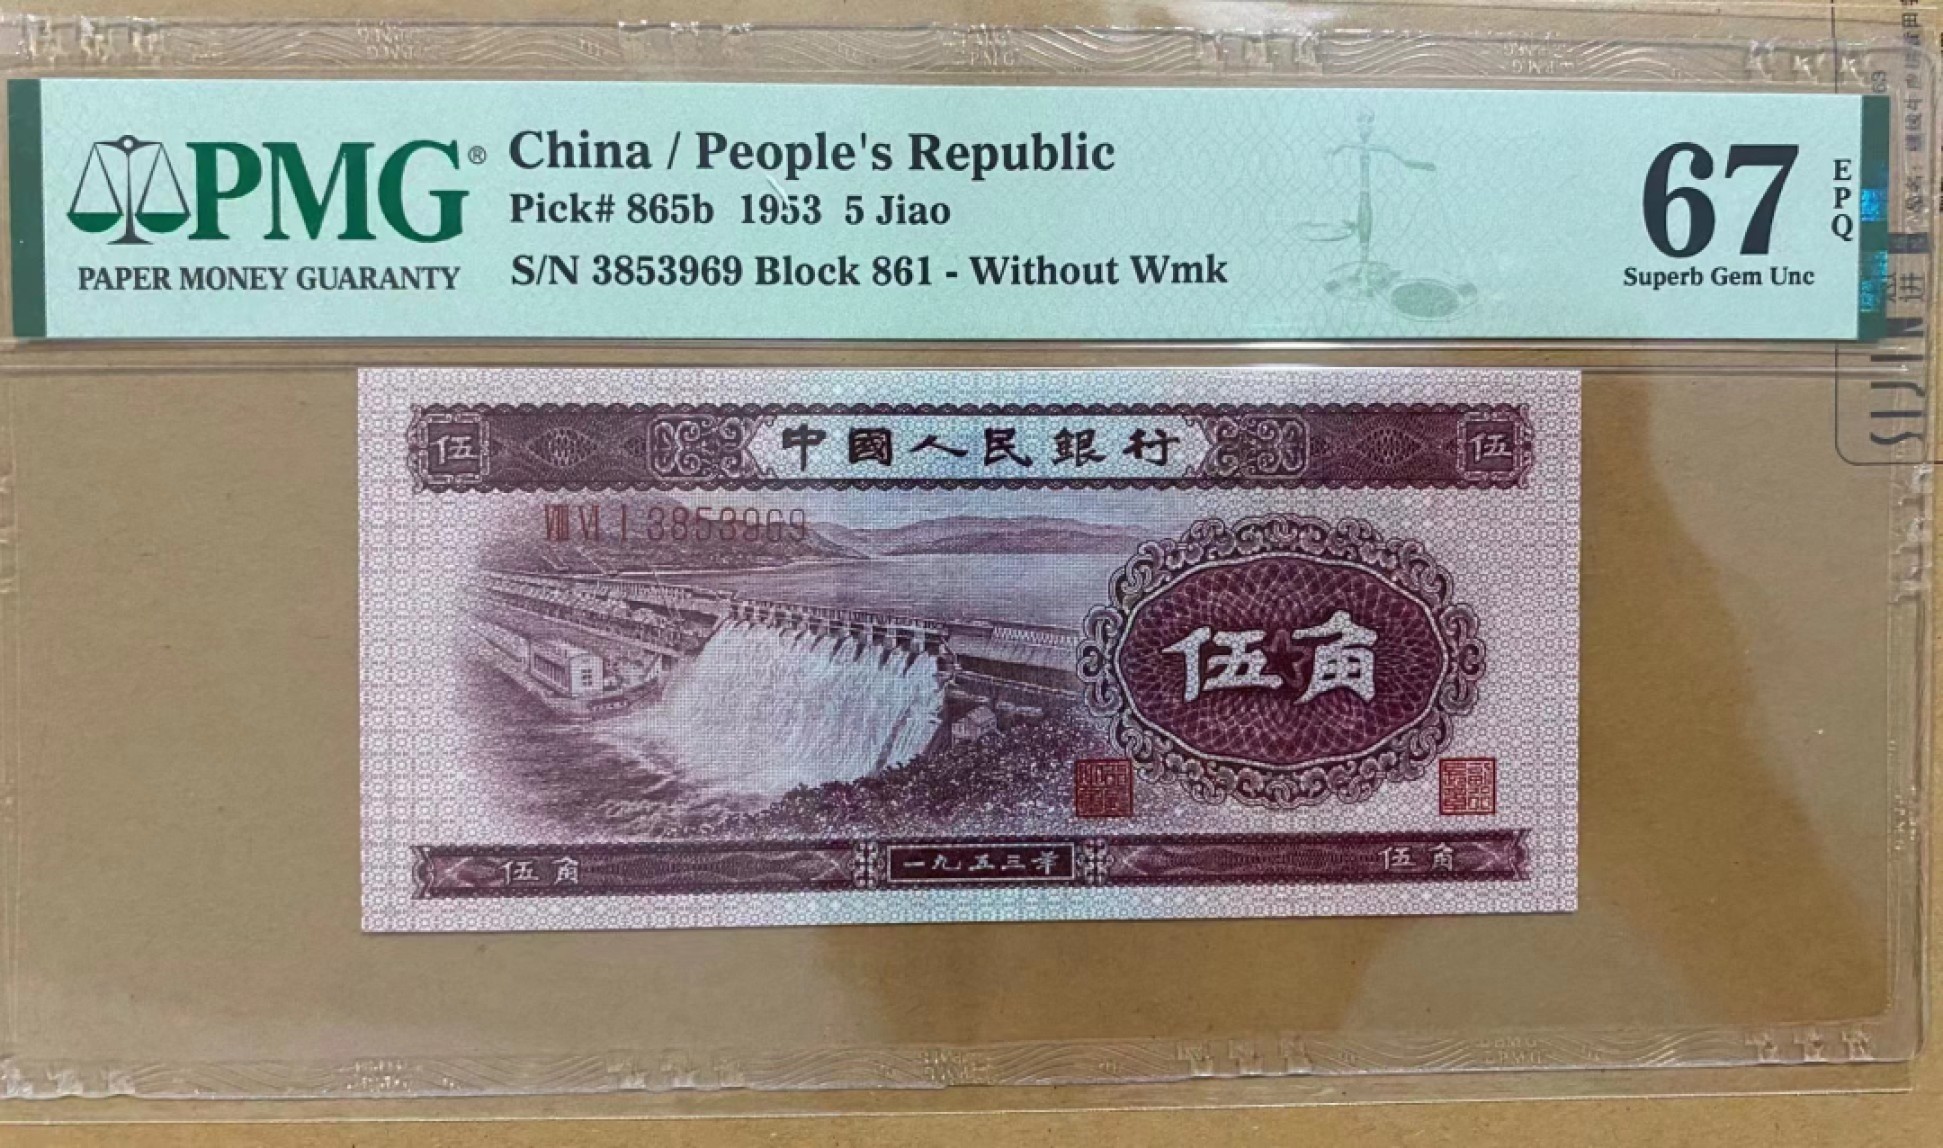 PMG®
PAPER MONEY GUARANTY
China / People's Republic
Pick# 865b 1953 5 Jiao
S/N 3853969 Block 861 - Without Wmk
67
EPQ
Superb Gem Unc
伍 中國人民銀行 伍
VIII VI I 3853969
伍角
伍角 一九五三年 伍角
SIJIN